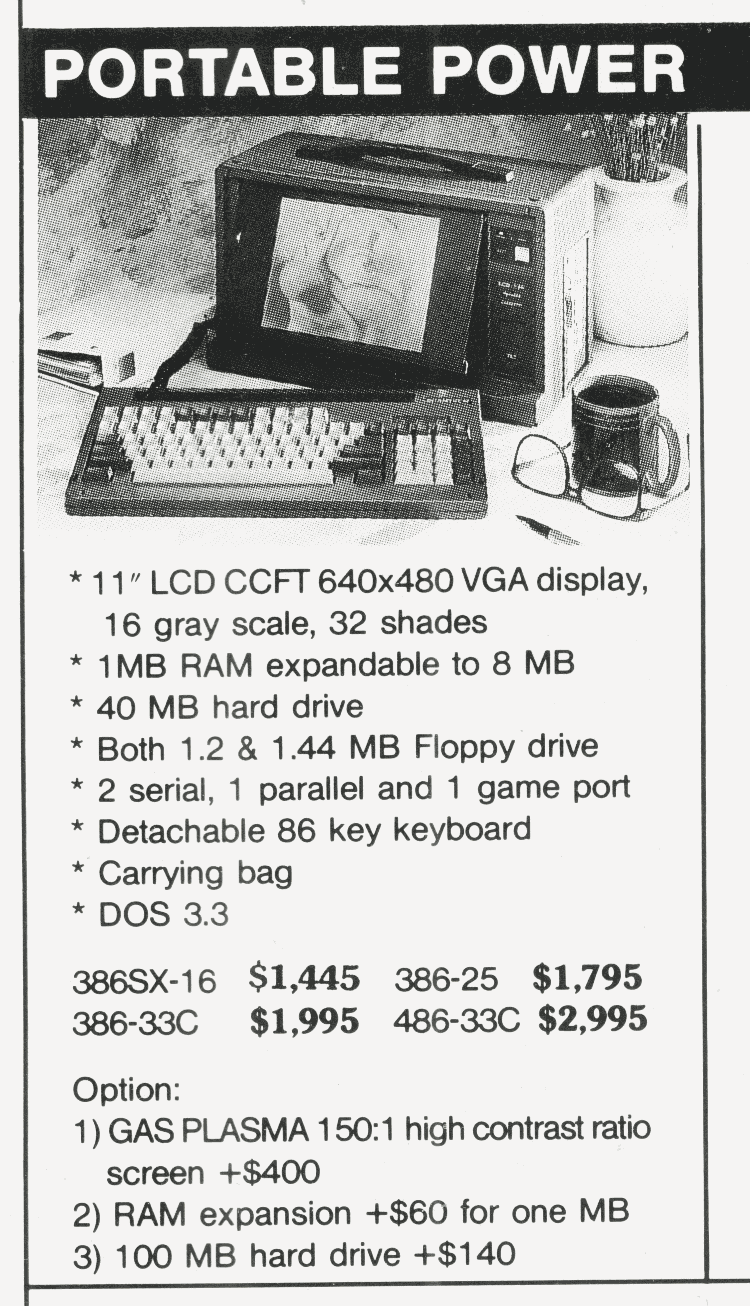 PORTABLE POWER
* 11″ LCD CCFT 640x480 VGA display,
16 gray scale, 32 shades
* 1MB RAM expandable to 8 MB
* 40 MB hard drive
* Both 1.2 & 1.44 MB Floppy drive
* 2 serial, 1 parallel and 1 game port
* Detachable 86 key keyboard
* Carrying bag
* DOS 3.3
386SX-16 $1,445 386-25 $1,795
386-33C $1,995 486-33C $2,995
Option:
1) GAS PLASMA 150:1 high contrast ratio
screen +$400
2) RAM expansion +$60 for one MB
3) 100 MB hard drive +$140